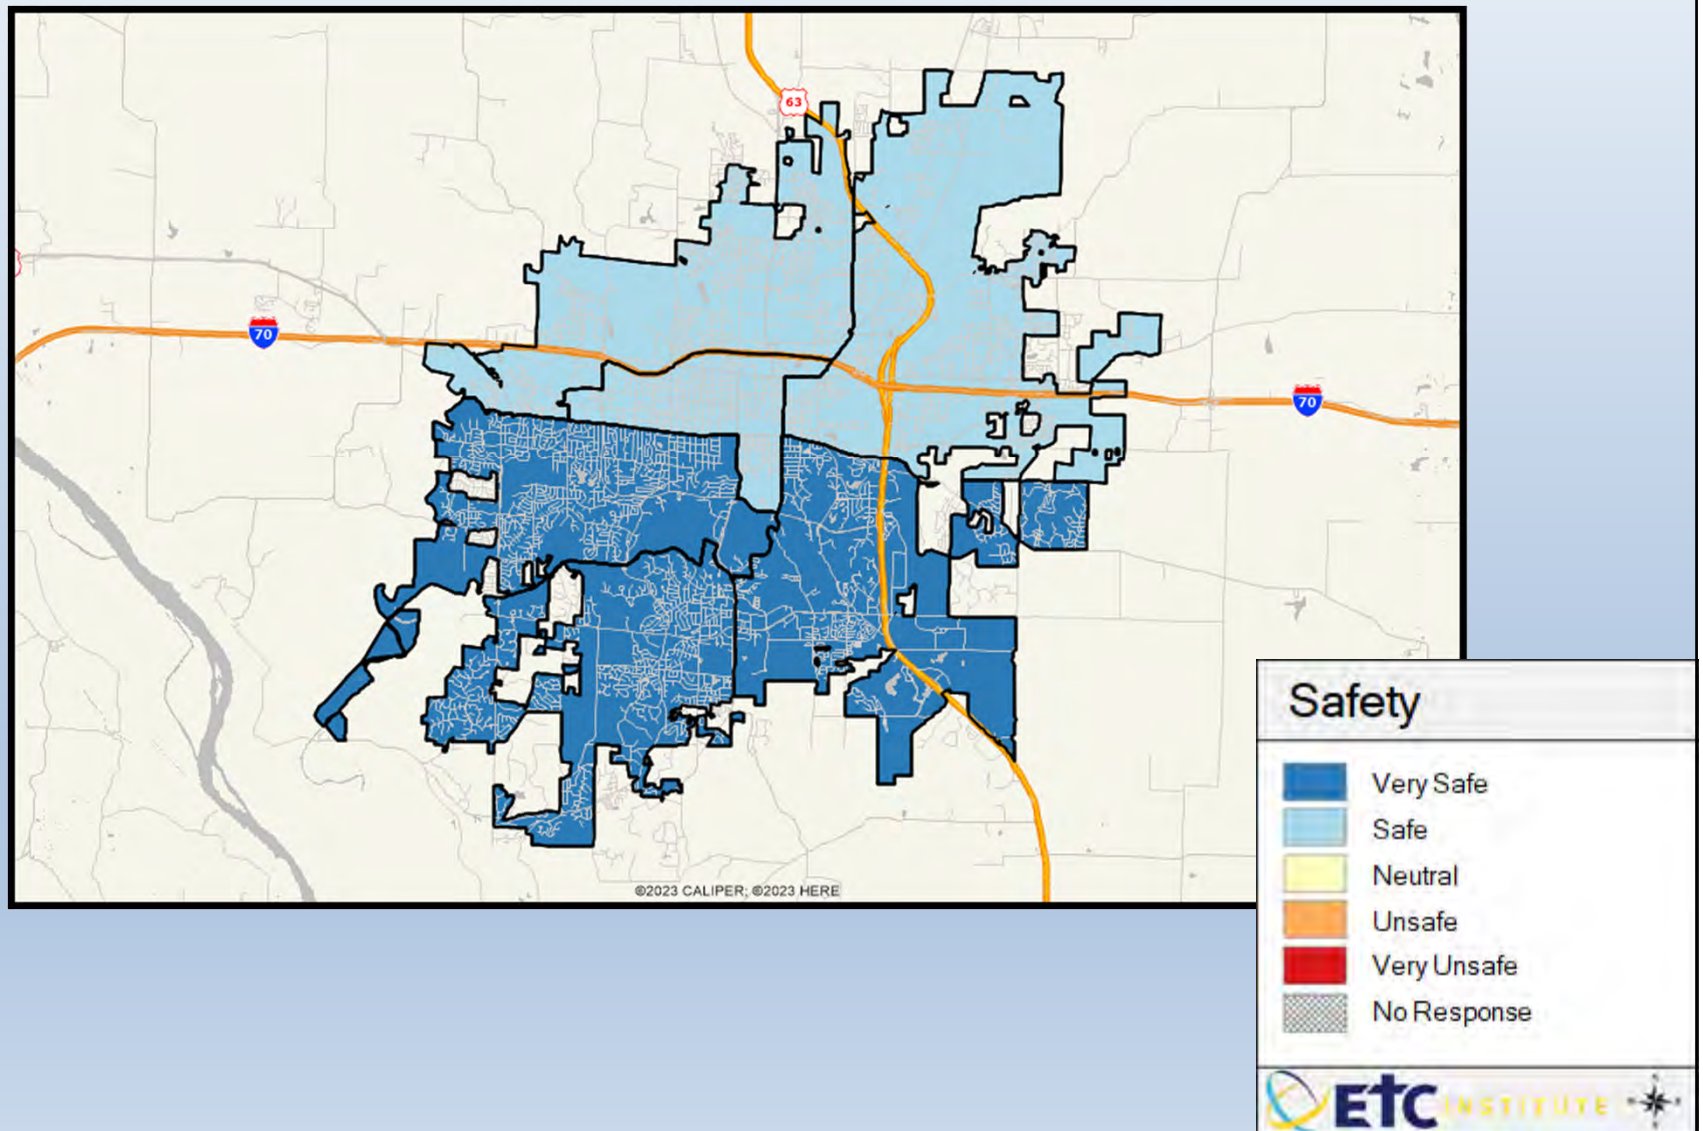 63
70
70
©2023 CALIPER; ©2023 HERE
Safety
Very Safe
Safe
Neutral
Unsafe
Very Unsafe
No Response
ETC INSTITUTE